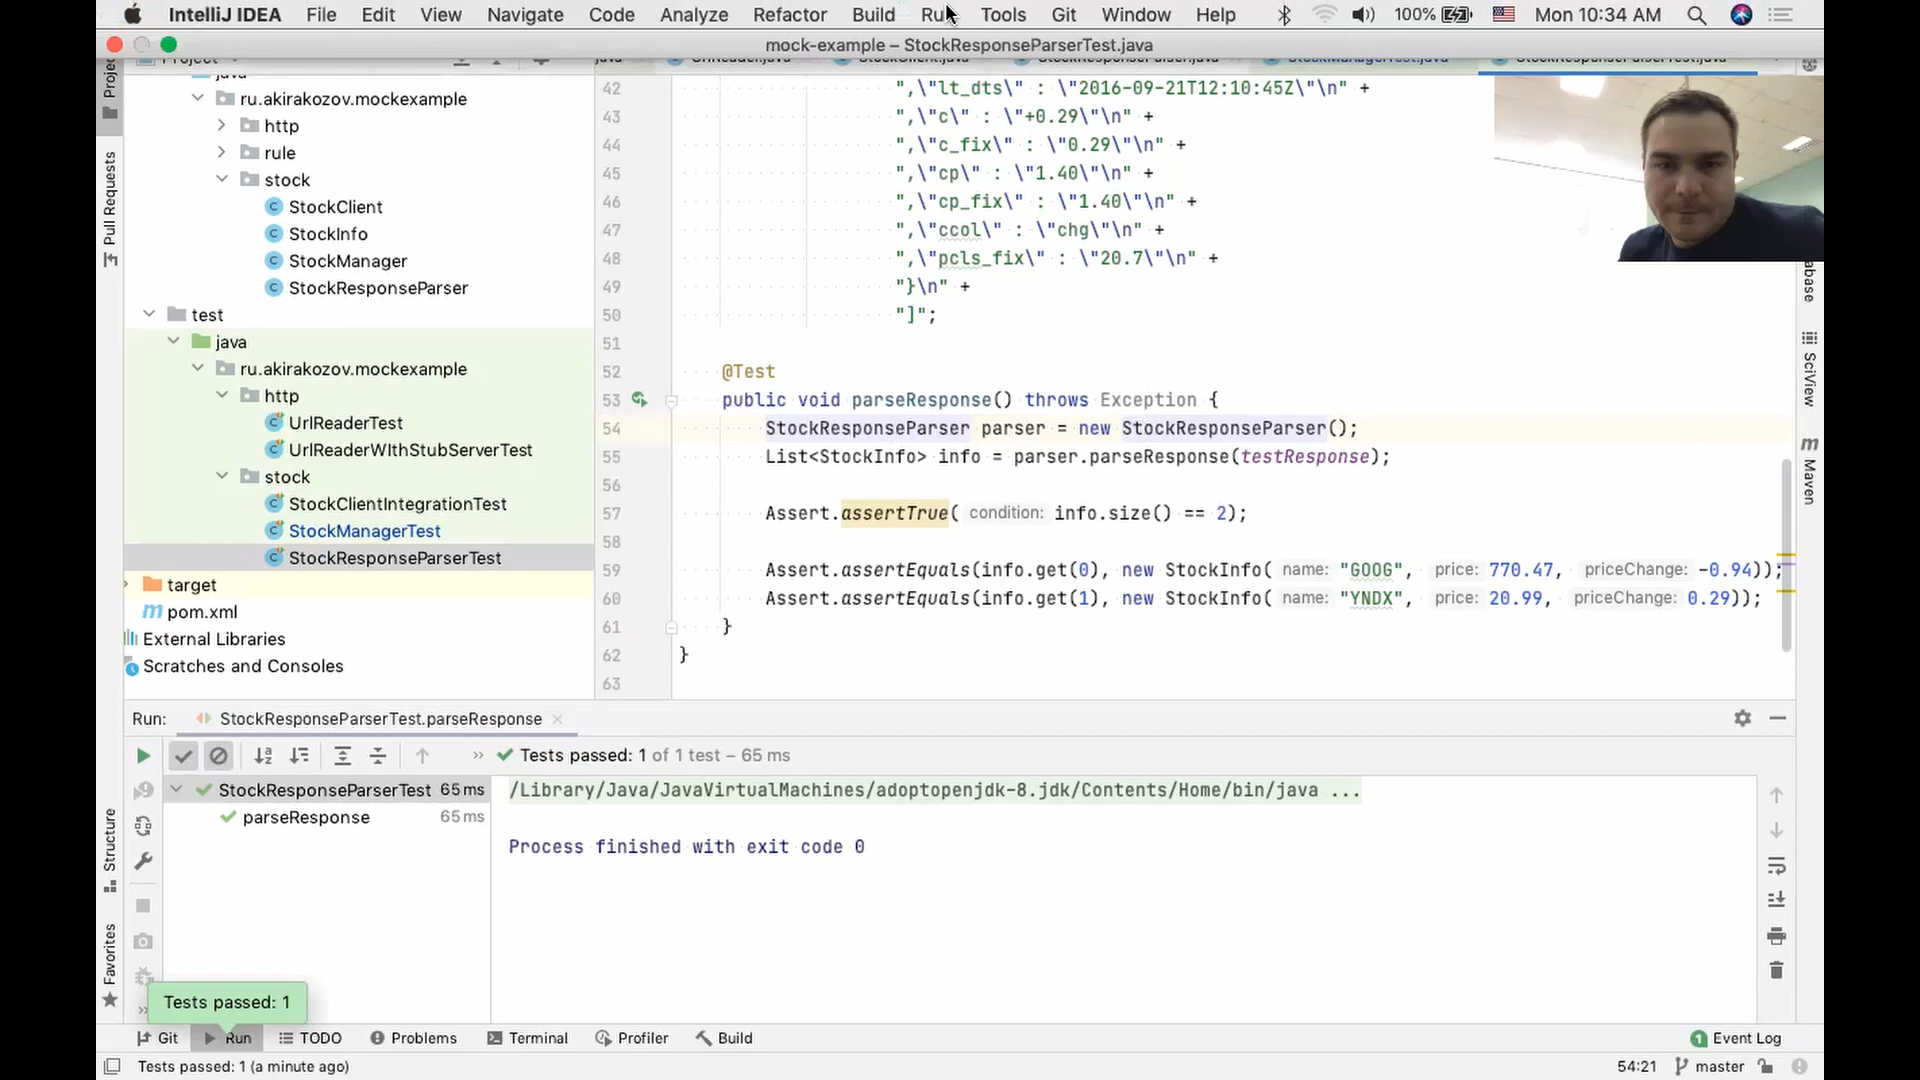 IntelliJ IDEA File Edit View Navigate Code Analyze Refactor Build Run Tools Git Window Help 100% Mon 10:34 AM
mock-example – StockResponseParserTest.java
Project
java
ru.akirakozov.mockexample
http
rule
stock
StockClient
StockInfo
StockManager
StockResponseParser
test
java
ru.akirakozov.mockexample
http
UrlReaderTest
UrlReaderWIthStubServerTest
stock
StockClientIntegrationTest
StockManagerTest
StockResponseParserTest
target
pom.xml
External Libraries
Scratches and Consoles
Pull Requests
Structure
Favorites
StockManagerTest.java StockResponseParserTest.java
42 ",\"lt_dts\" : \"2016-09-21T12:10:45Z\"\n" +
43 ",\"c\" : \"+0.29\"\n" +
44 ",\"c_fix\" : \"0.29\"\n" +
45 ",\"cp\" : \"1.40\"\n" +
46 ",\"cp_fix\" : \"1.40\"\n" +
47 ",\"ccol\" : \"chg\"\n" +
48 ",\"pcls_fix\" : \"20.7\"\n" +
49 "}\n" +
50 "]";
51
52 @Test
53 public void parseResponse() throws Exception {
54 StockResponseParser parser = new StockResponseParser();
55 List<StockInfo> info = parser.parseResponse(testResponse);
56
57 Assert.assertTrue( condition: info.size() == 2);
58
59 Assert.assertEquals(info.get(0), new StockInfo( name: "GOOG", price: 770.47, priceChange: -0.94));
60 Assert.assertEquals(info.get(1), new StockInfo( name: "YNDX", price: 20.99, priceChange: 0.29));
61 }
62 }
63
abase
SciView
m Maven
Run: StockResponseParserTest.parseResponse
Tests passed: 1 of 1 test – 65 ms
StockResponseParserTest 65 ms
parseResponse 65 ms
/Library/Java/JavaVirtualMachines/adoptopenjdk-8.jdk/Contents/Home/bin/java ...
Process finished with exit code 0
Tests passed: 1
Git Run TODO Problems Terminal Profiler Build 1 Event Log
Tests passed: 1 (a minute ago) 54:21 master